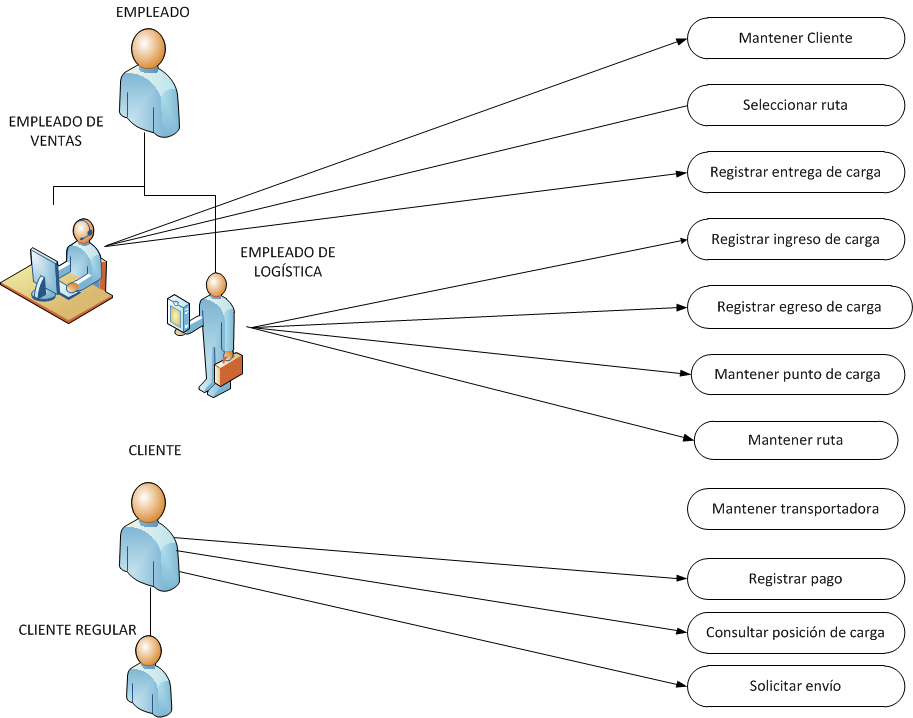 EMPLEADO
EMPLEADO DE
VENTAS
EMPLEADO DE
LOGÍSTICA
CLIENTE
CLIENTE REGULAR
Mantener Cliente
Seleccionar ruta
Registrar entrega de carga
Registrar ingreso de carga
Registrar egreso de carga
Mantener punto de carga
Mantener ruta
Mantener transportadora
Registrar pago
Consultar posición de carga
Solicitar envío